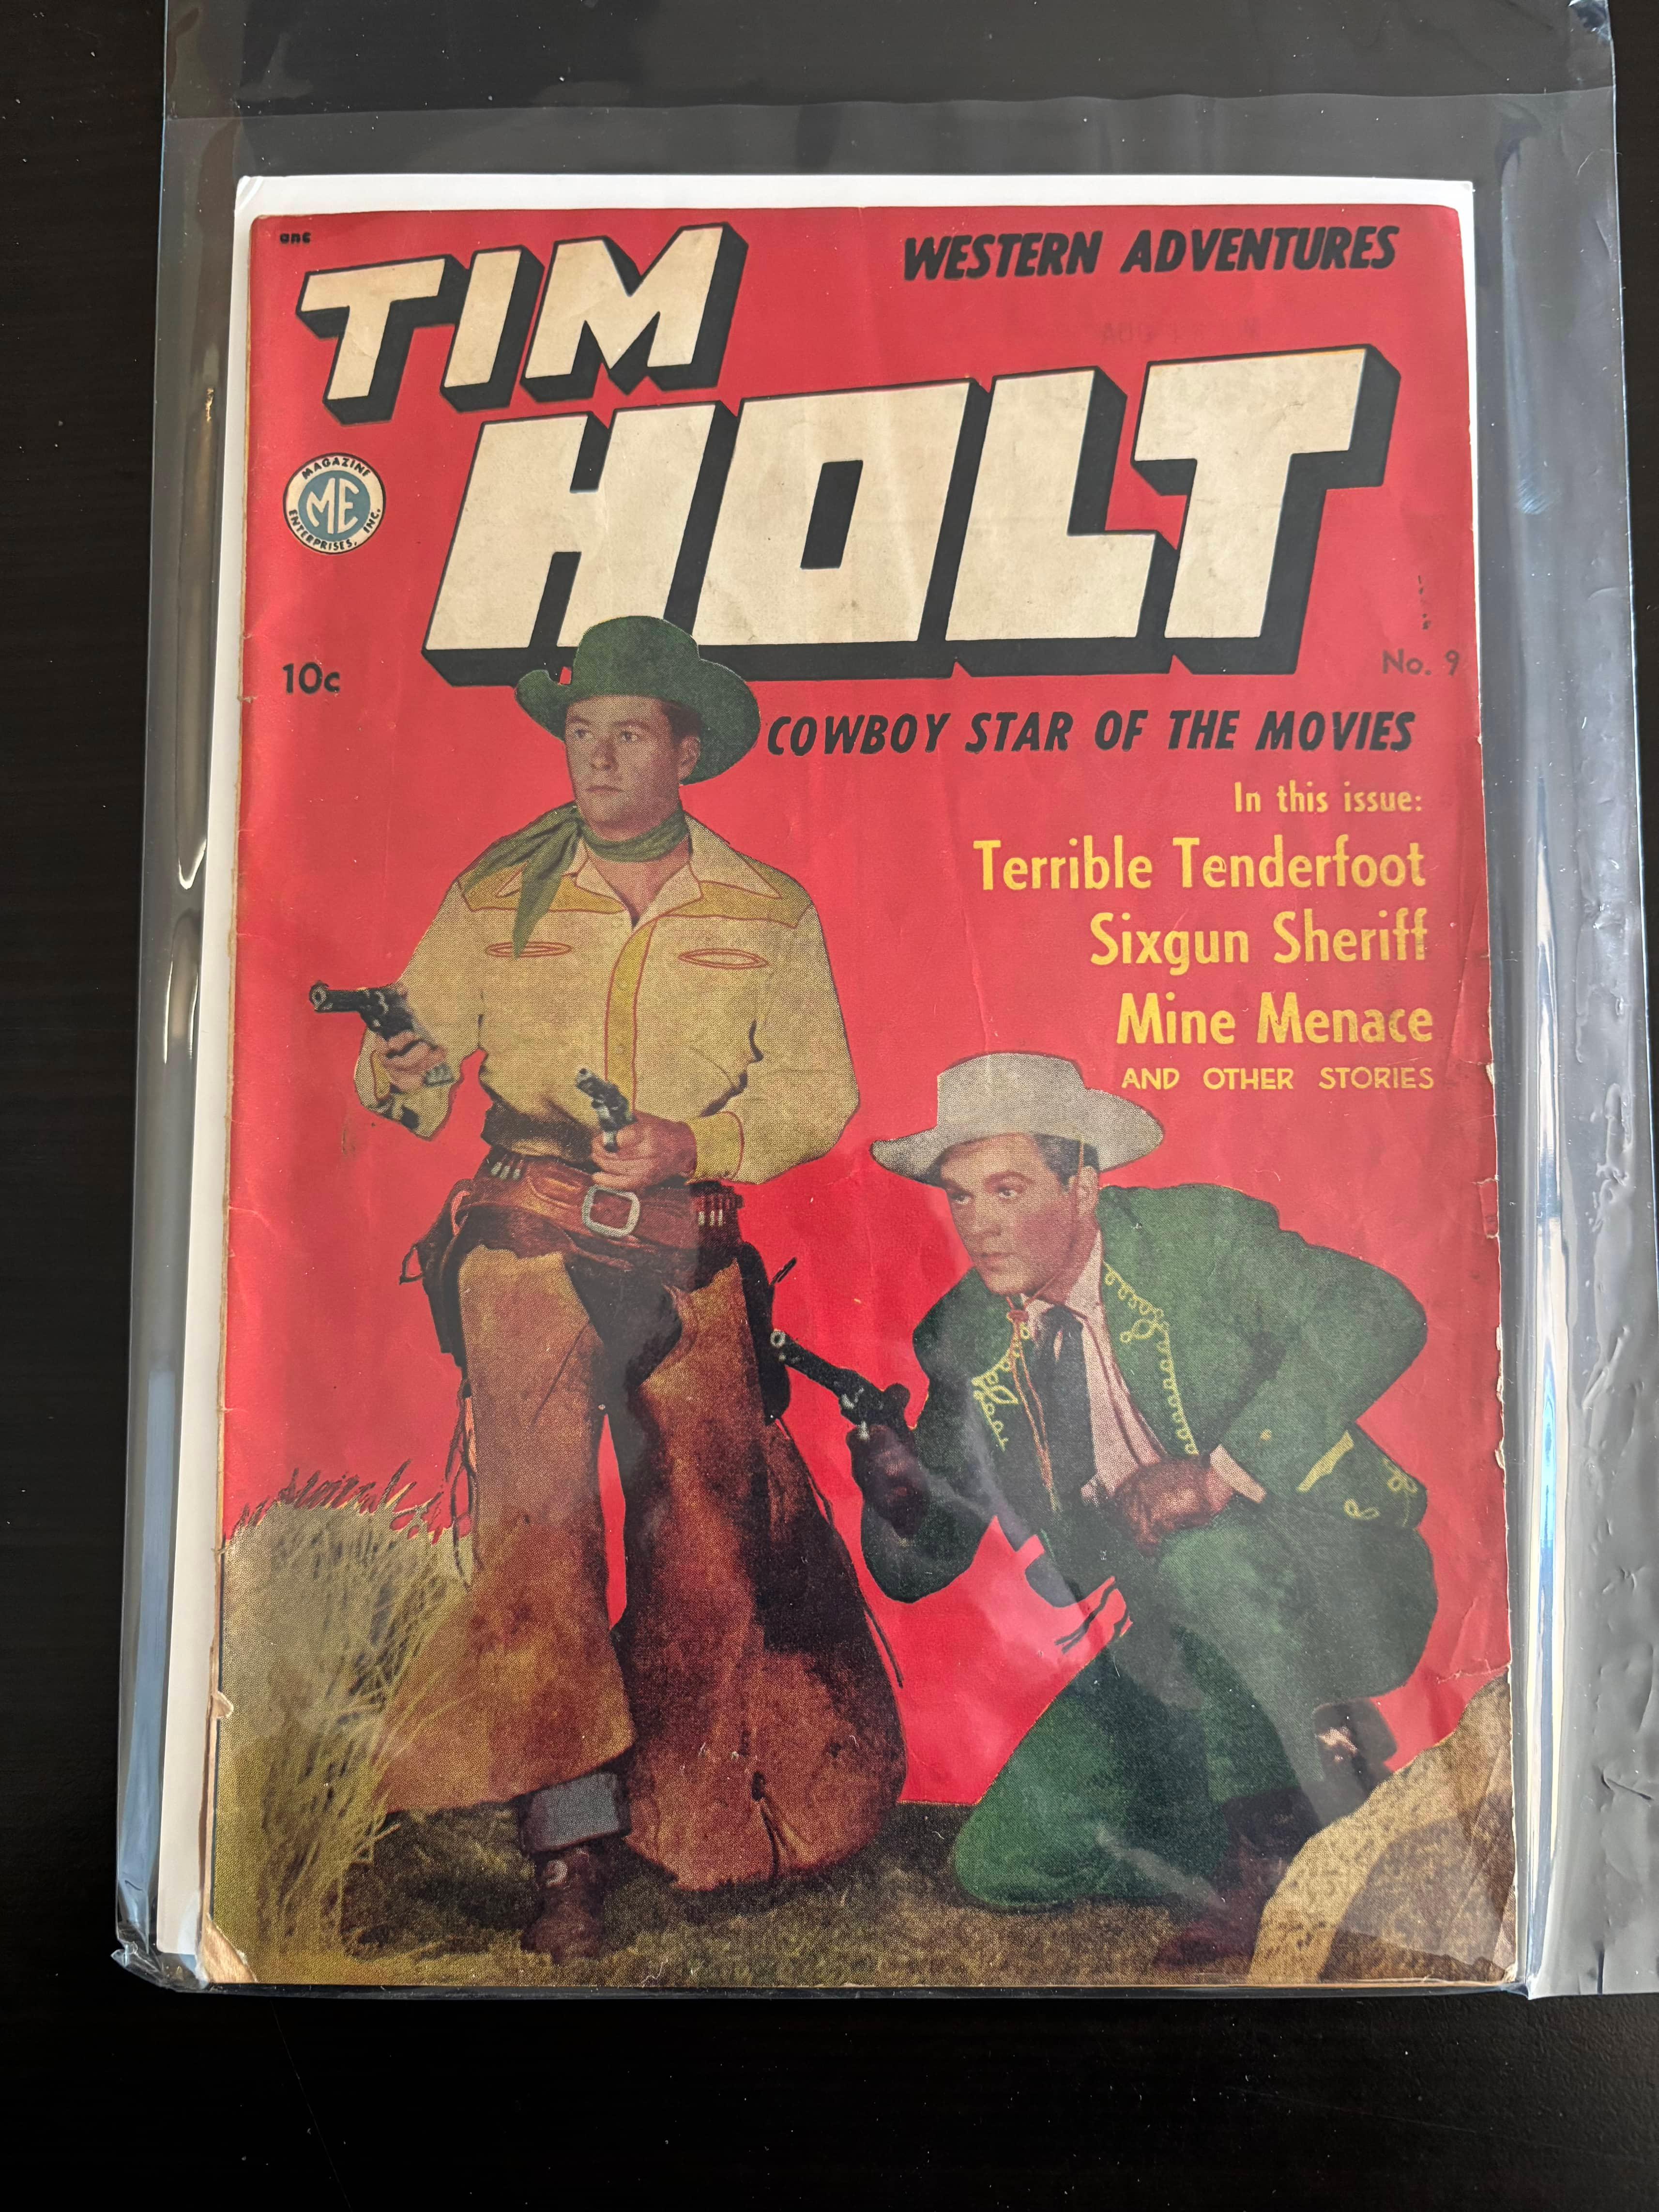 anc
TIM
HOLT
WESTERN ADVENTURES
MAGAZINE
ME
ENTERPRISES, INC.
10c
No. 9
COWBOY STAR OF THE MOVIES
In this issue:
Terrible Tenderfoot
Sixgun Sheriff
Mine Menace
AND OTHER STORIES